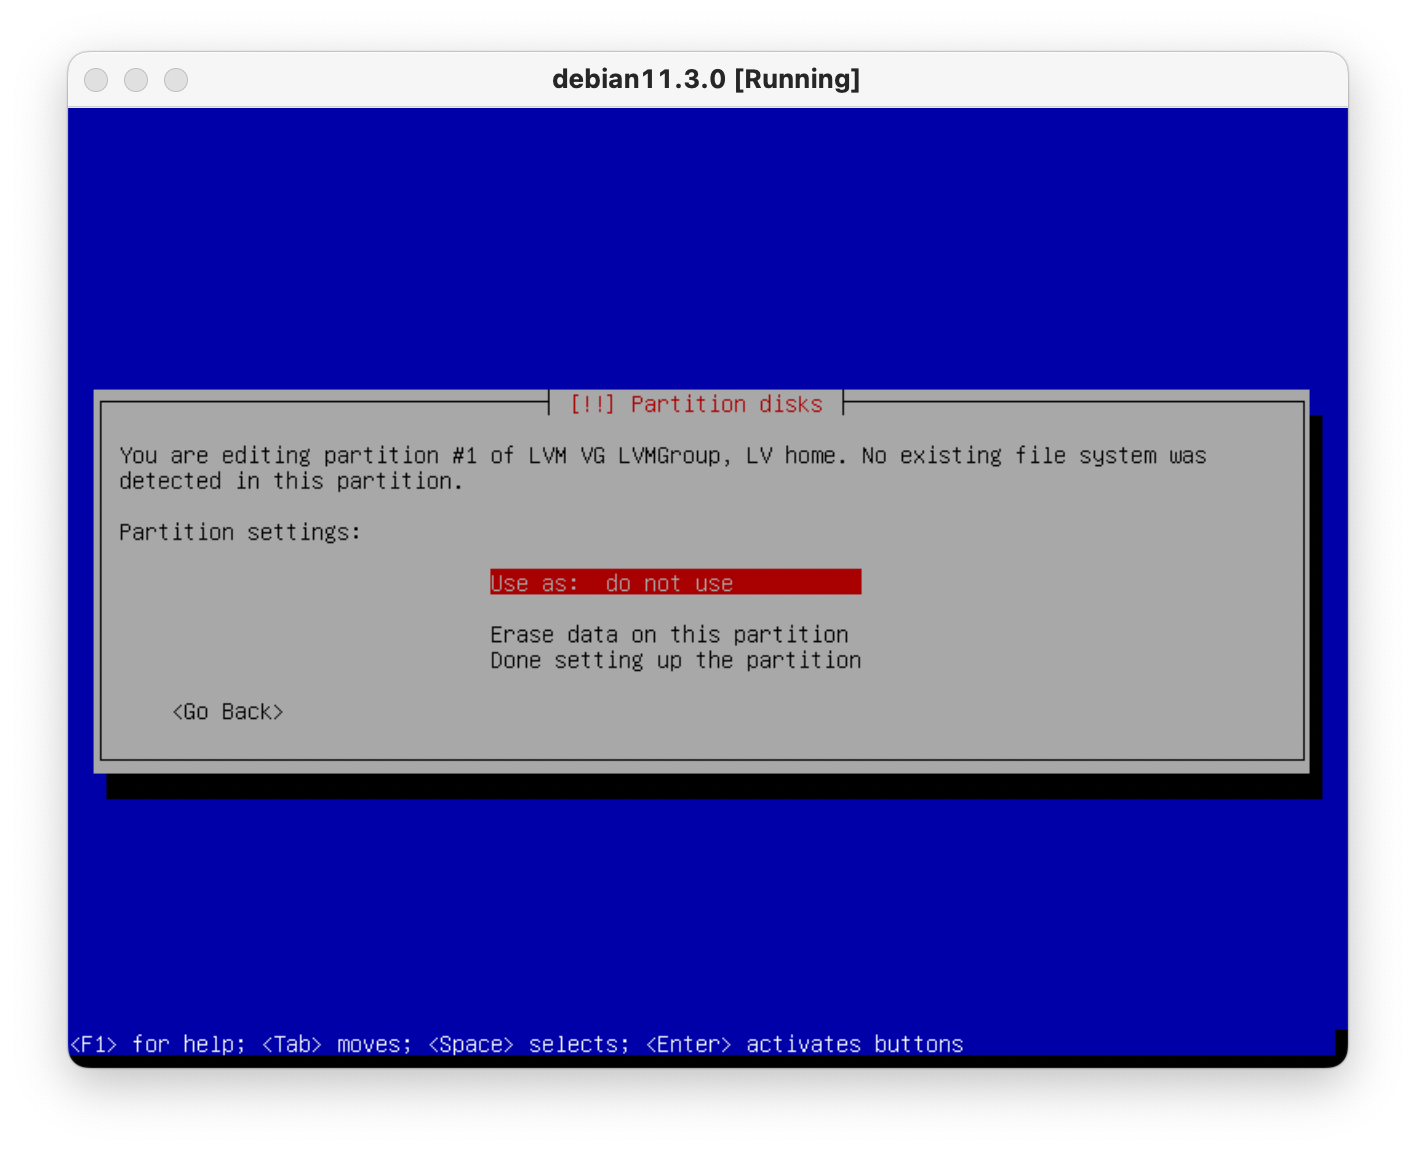 debian11.3.0 [Running]
[!!] Partition disks
You are editing partition #1 of LVM VG LVMGroup, LV home. No existing file system was
detected in this partition.
Partition settings:
Use as:  do not use
Erase data on this partition
Done setting up the partition
<Go Back>
<F1> for help; <Tab> moves; <Space> selects; <Enter> activates buttons